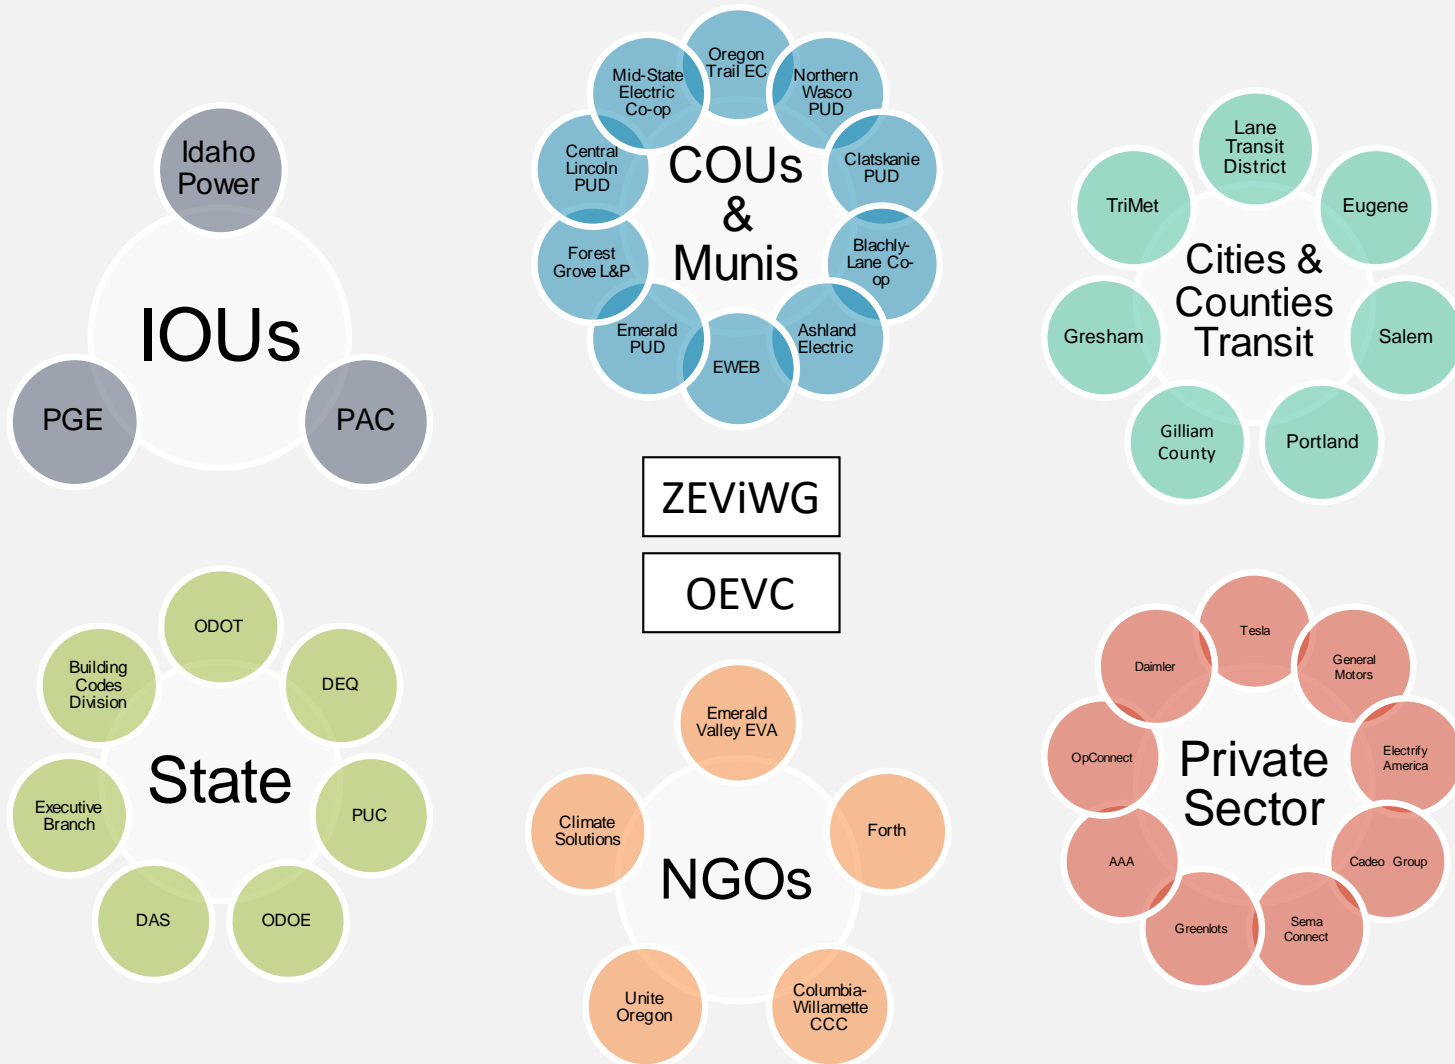 Idaho
Power
IOUs
PGE
PAC
Oregon
Trail EC
Northern
Wasco
PUD
Clatskanie
PUD
Blachly-
Lane Co-
op
Ashland
Electric
EWEB
Emerald
PUD
Forest
Grove L&P
Central
Lincoln
PUD
Mid-State
Electric
Co-op
COUs
&
Munis
Lane
Transit
District
Eugene
Salem
Portland
Gilliam
County
Gresham
TriMet
Cities &
Counties
Transit
ZEViWG
OEVC
ODOT
DEQ
PUC
ODOE
DAS
Executive
Branch
Building
Codes
Division
State
Emerald
Valley EVA
Forth
Columbia-
Willamette
CCC
Unite
Oregon
Climate
Solutions
NGOs
Tesla
General
Motors
Electrify
America
Cadeo Group
Sema
Connect
Greenlots
AAA
OpConnect
Daimler
Private
Sector